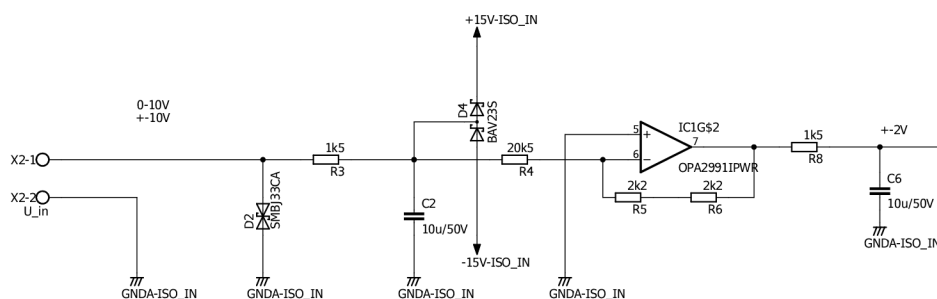 +15V-ISO_IN
0-10V
+-10V
D4
BAV23S
X2-1
1k5
R3
20k5
R4
5
6
7
+
-
IC1G$2
OPA2991IPWR
1k5
R8
+-2V
X2-2
U_in
D2
SMBJ33CA
C2
10u/50V
2k2
R5
2k2
R6
C6
10u/50V
GNDA-ISO_IN
-15V-ISO_IN
GNDA-ISO_IN
GNDA-ISO_IN
GNDA-ISO_IN
GNDA-ISO_IN